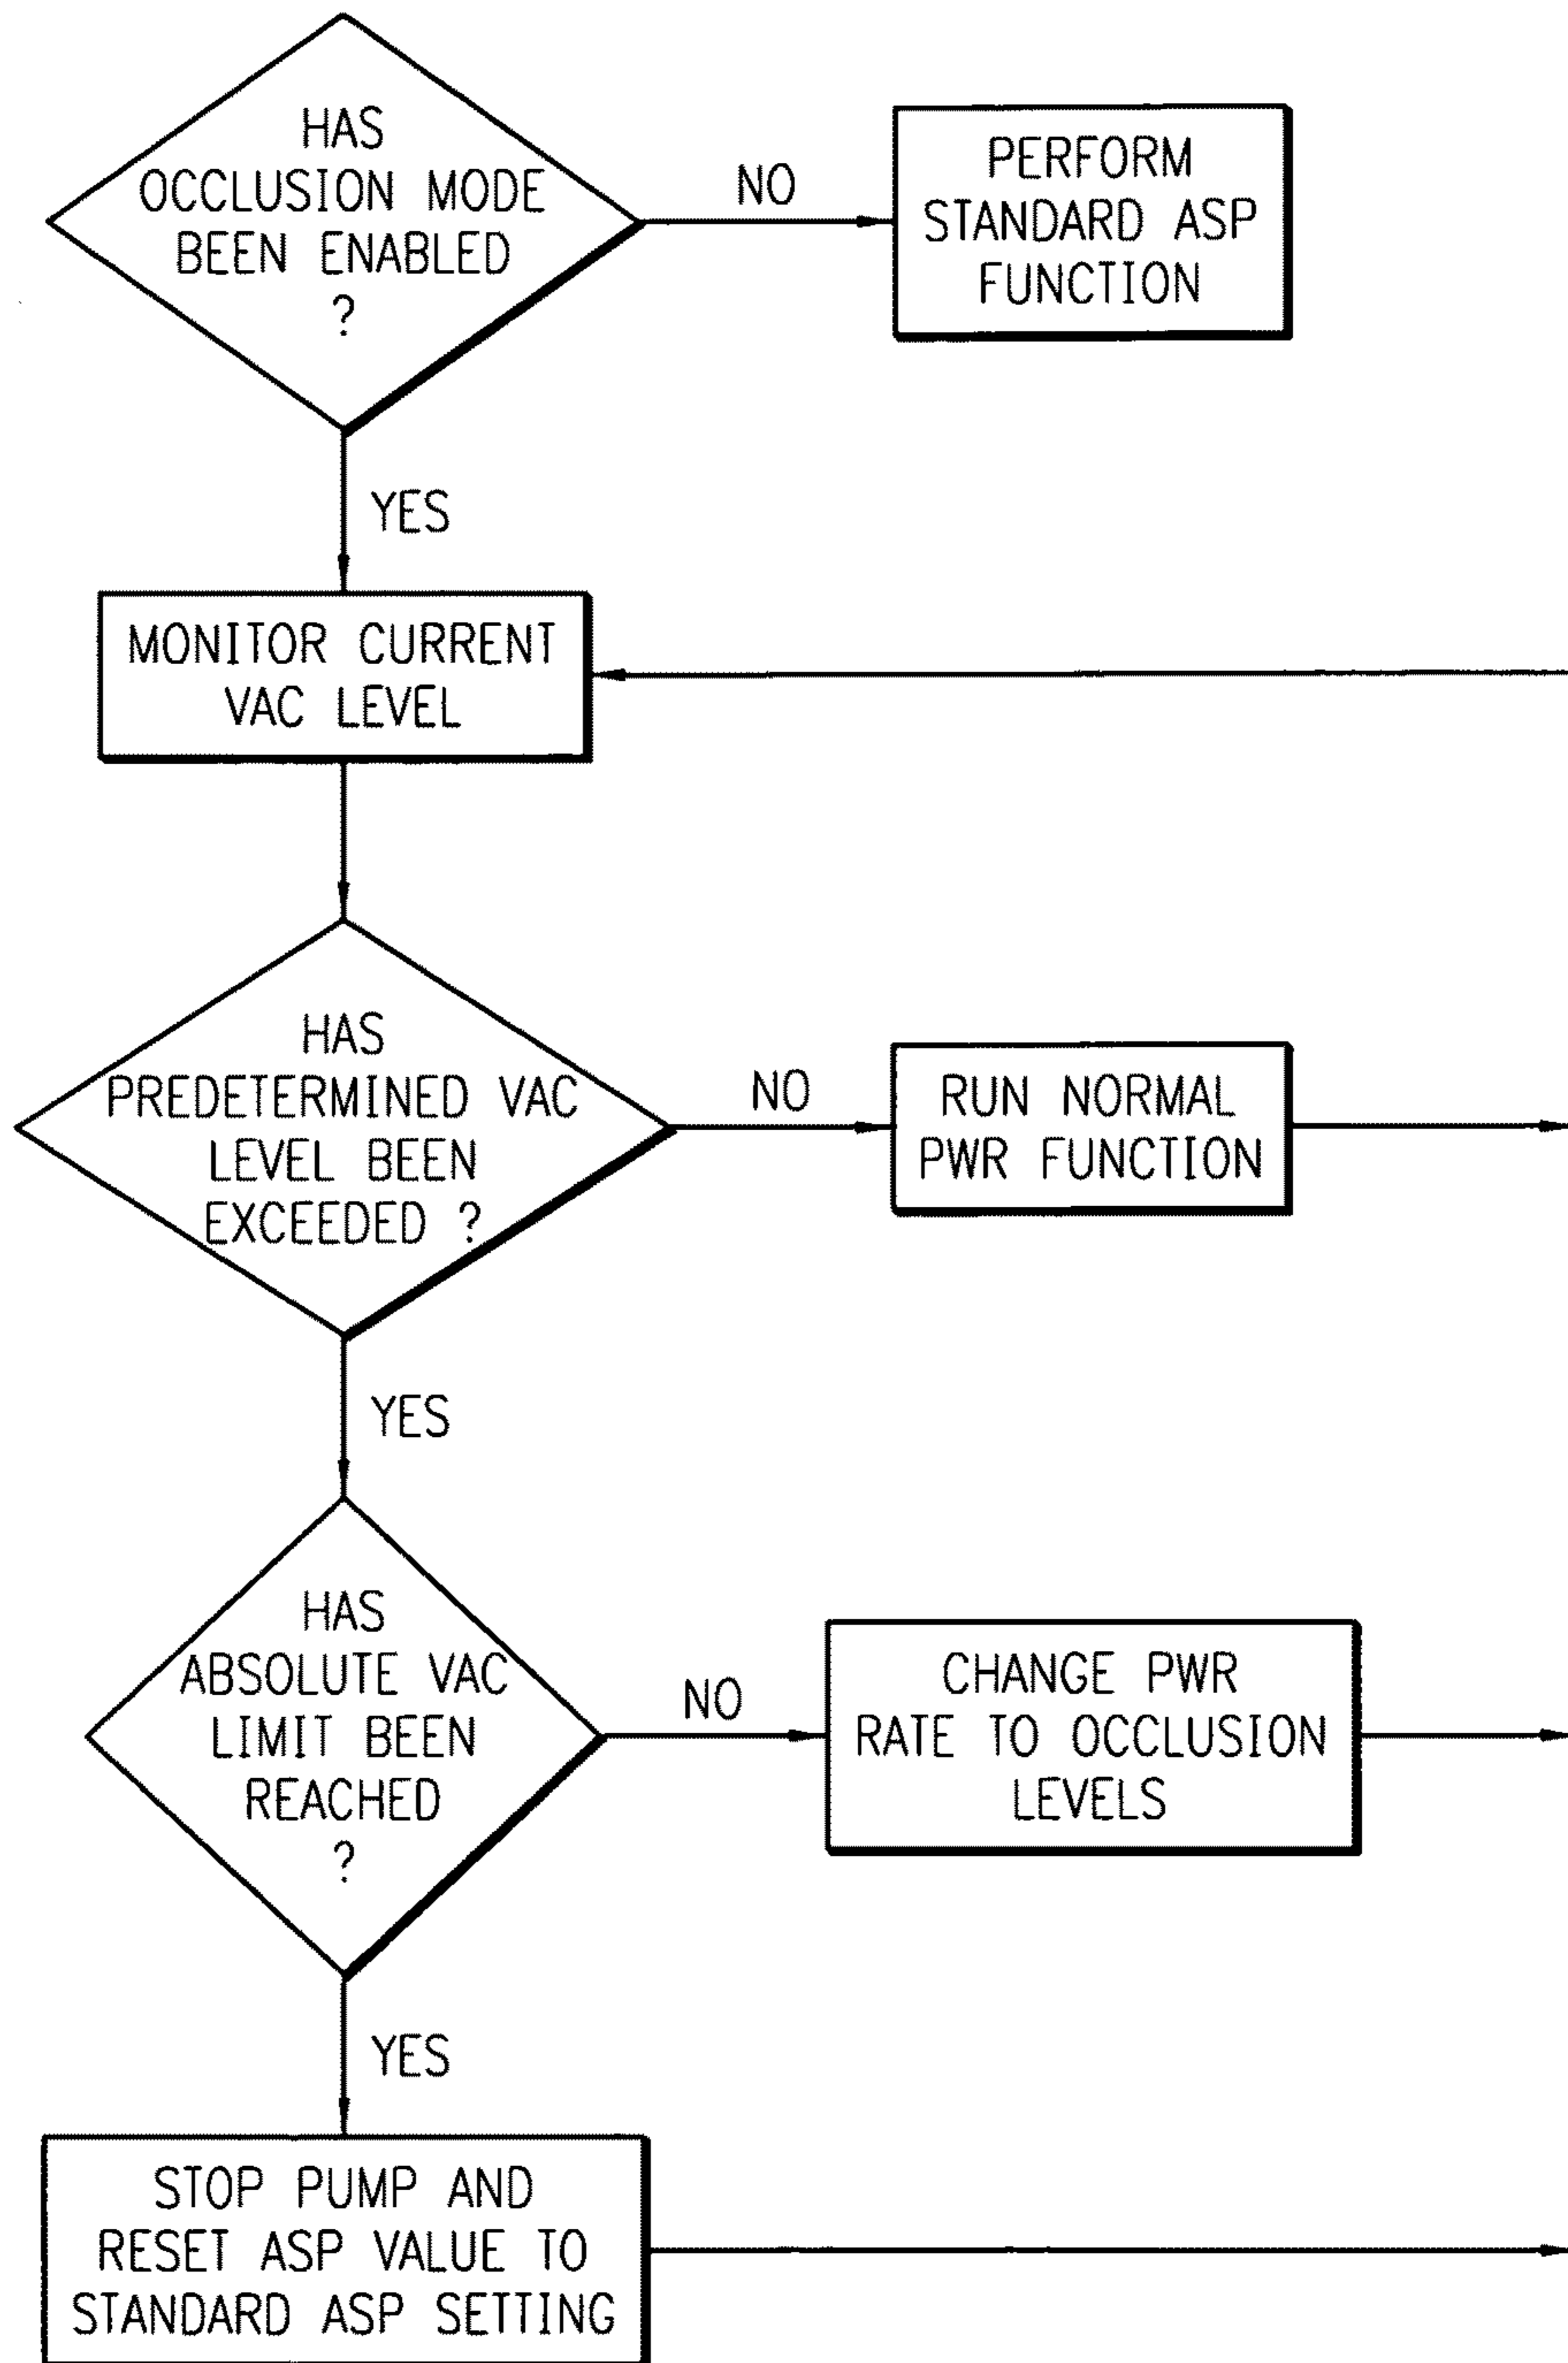 HAS
OCCLUSION MODE
BEEN ENABLED
?
NO
PERFORM
STANDARD ASP
FUNCTION
YES
MONITOR CURRENT
VAC LEVEL
HAS
PREDETERMINED VAC
LEVEL BEEN
EXCEEDED ?
NO
RUN NORMAL
PWR FUNCTION
YES
HAS
ABSOLUTE VAC
LIMIT BEEN
REACHED
?
NO
CHANGE PWR
RATE TO OCCLUSION
LEVELS
YES
STOP PUMP AND
RESET ASP VALUE TO
STANDARD ASP SETTING